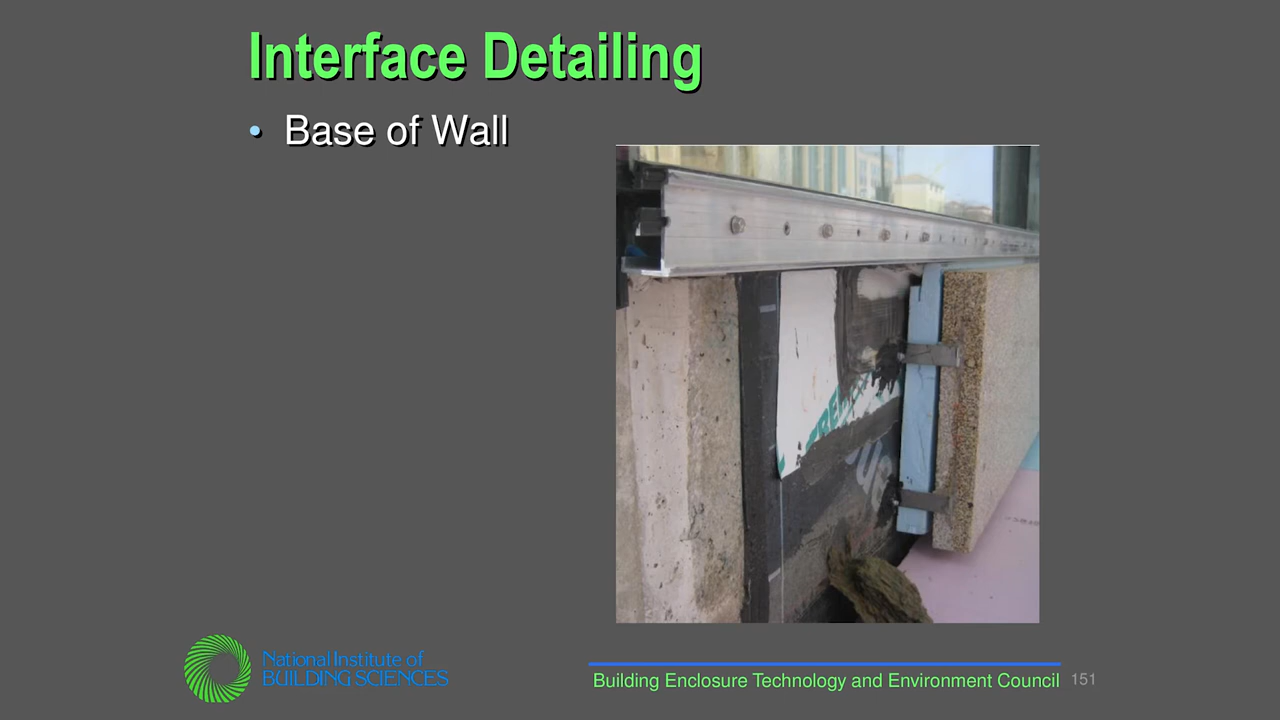 Interface Detailing
• Base of Wall
National Institute of
BUILDING SCIENCES
Building Enclosure Technology and Environment Council 151